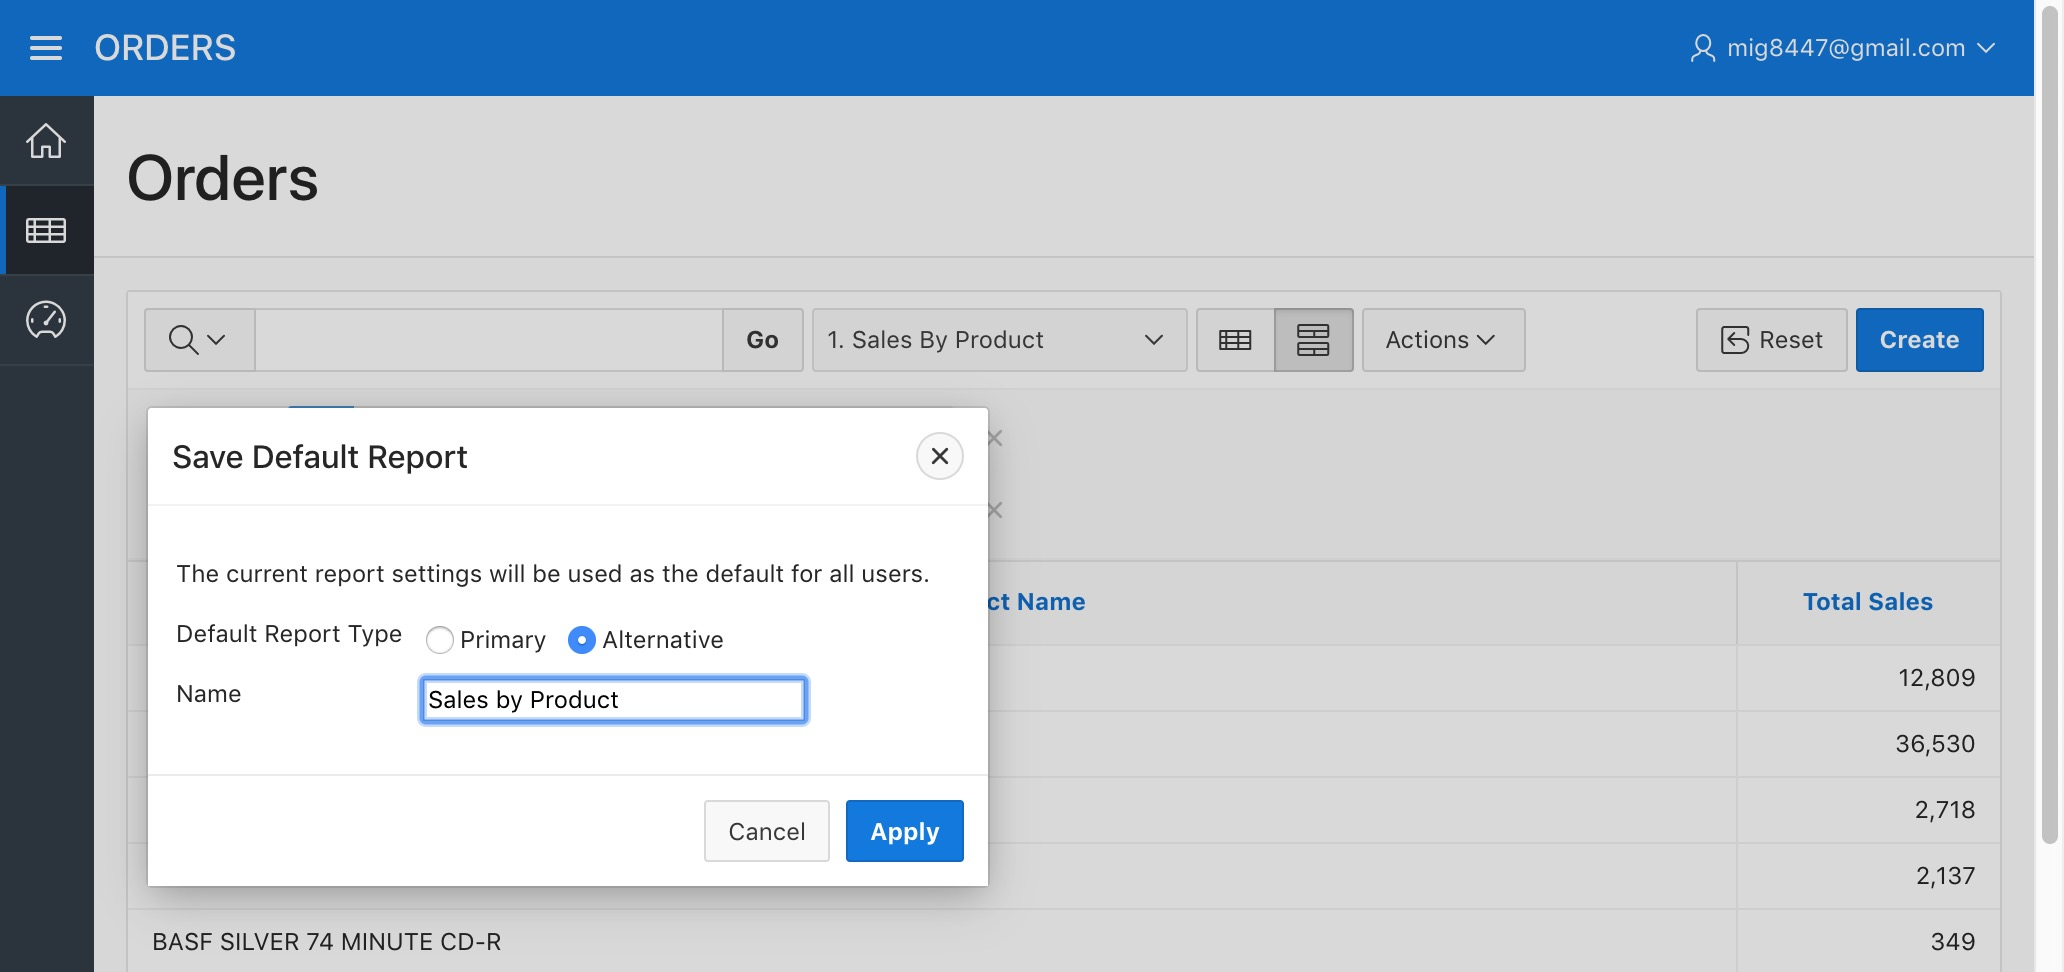 ORDERS
mig8447@gmail.com
Orders
Go
1. Sales By Product
Actions
Reset
Create
Save Default Report
The current report settings will be used as the default for all users.
Default Report Type
Primary
Alternative
Name
Sales by Product
Cancel
Apply
ct Name
Total Sales
12,809
36,530
2,718
2,137
BASF SILVER 74 MINUTE CD-R
349